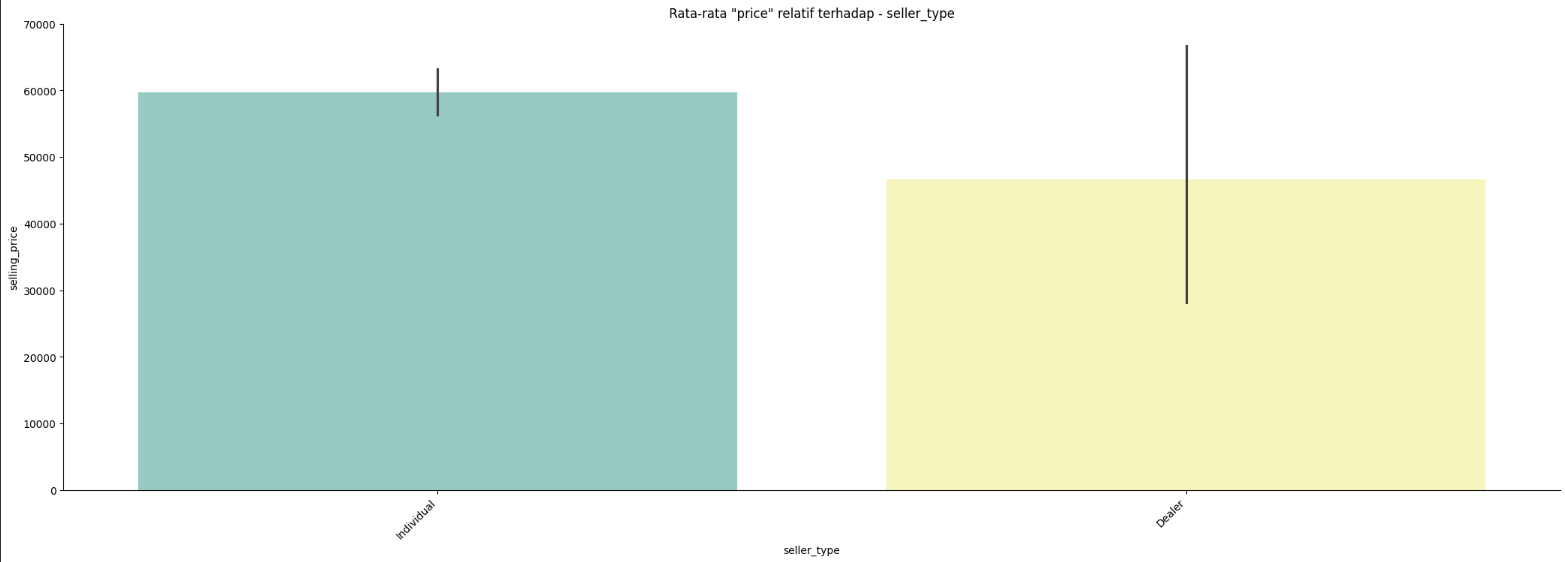 Rata-rata "price" relatif terhadap - seller_type
70000
60000
50000
40000
30000
20000
10000
0
selling_price
Individual
Dealer
seller_type